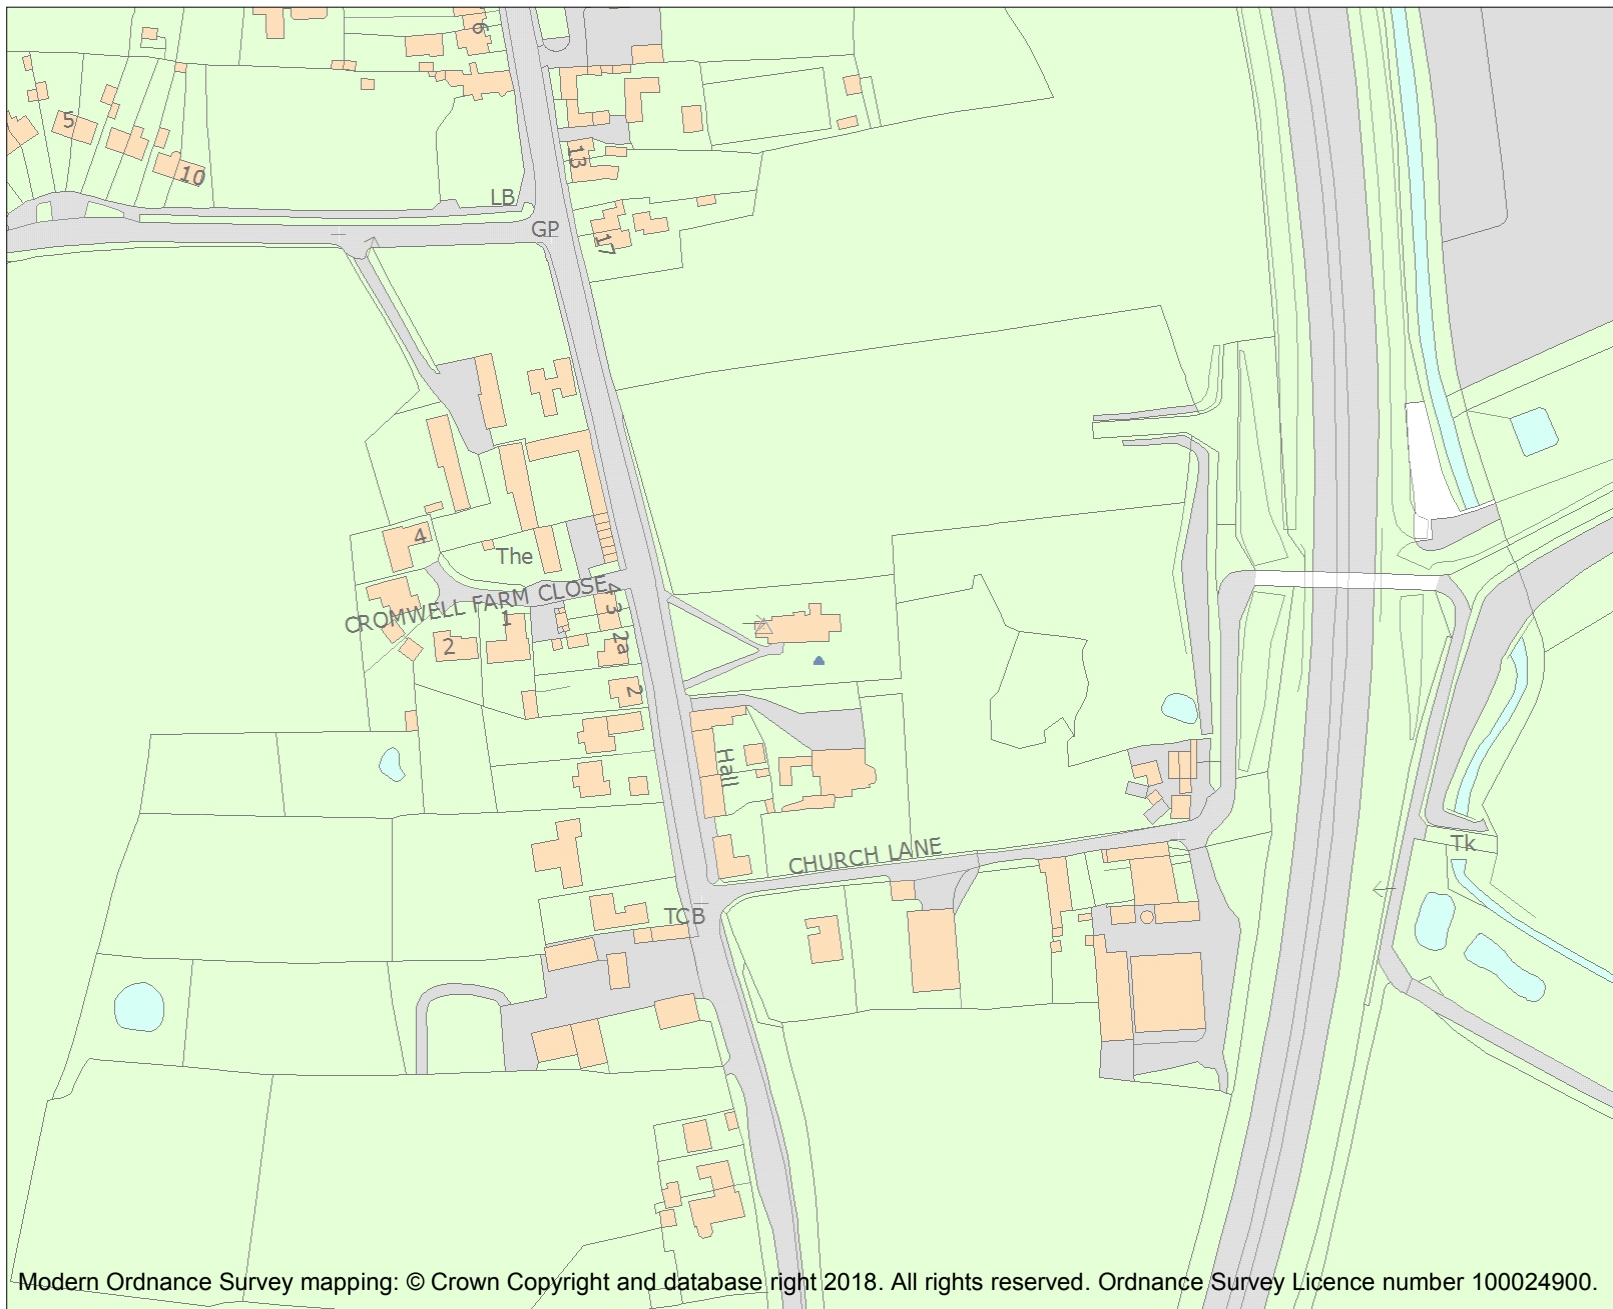 6
5
10
13
LB
GP
17
4
The
CROMWELL FARM CLOSE
4
3
1
2
2a
2
Hall
CHURCH LANE
Tk
TCB
Modern Ordnance Survey mapping: © Crown Copyright and database right 2018. All rights reserved. Ordnance Survey Licence number 100024900.